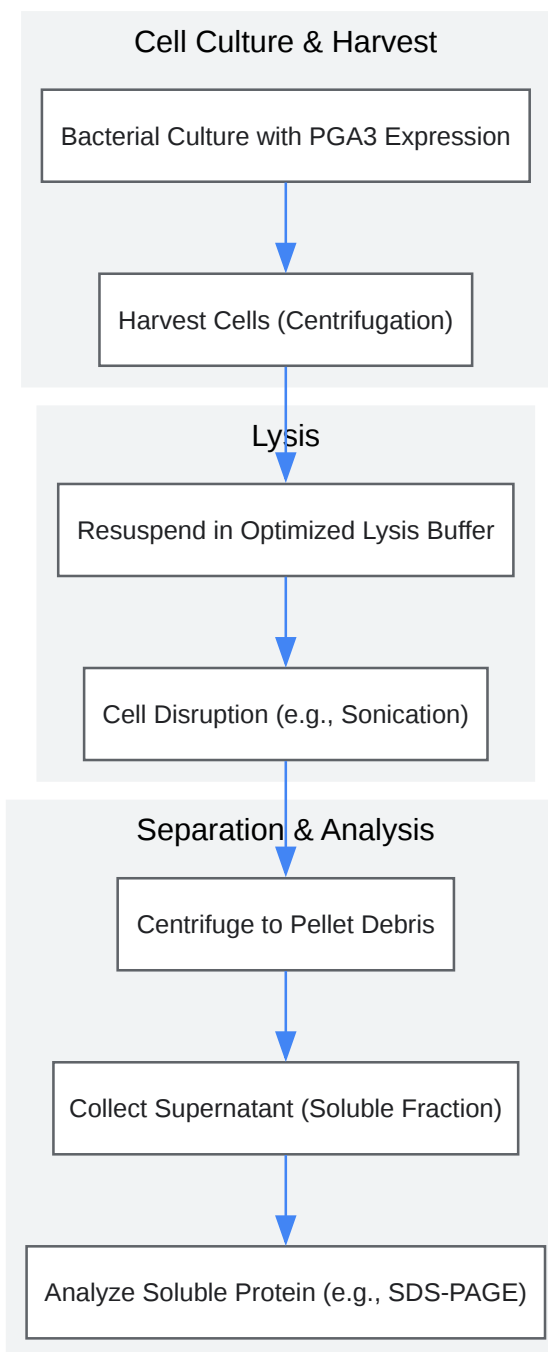 Cell Culture & Harvest
Bacterial Culture with PGA3 Expression
Harvest Cells (Centrifugation)
Lysis
Resuspend in Optimized Lysis Buffer
Cell Disruption (e.g., Sonication)
Separation & Analysis
Centrifuge to Pellet Debris
Collect Supernatant (Soluble Fraction)
Analyze Soluble Protein (e.g., SDS-PAGE)